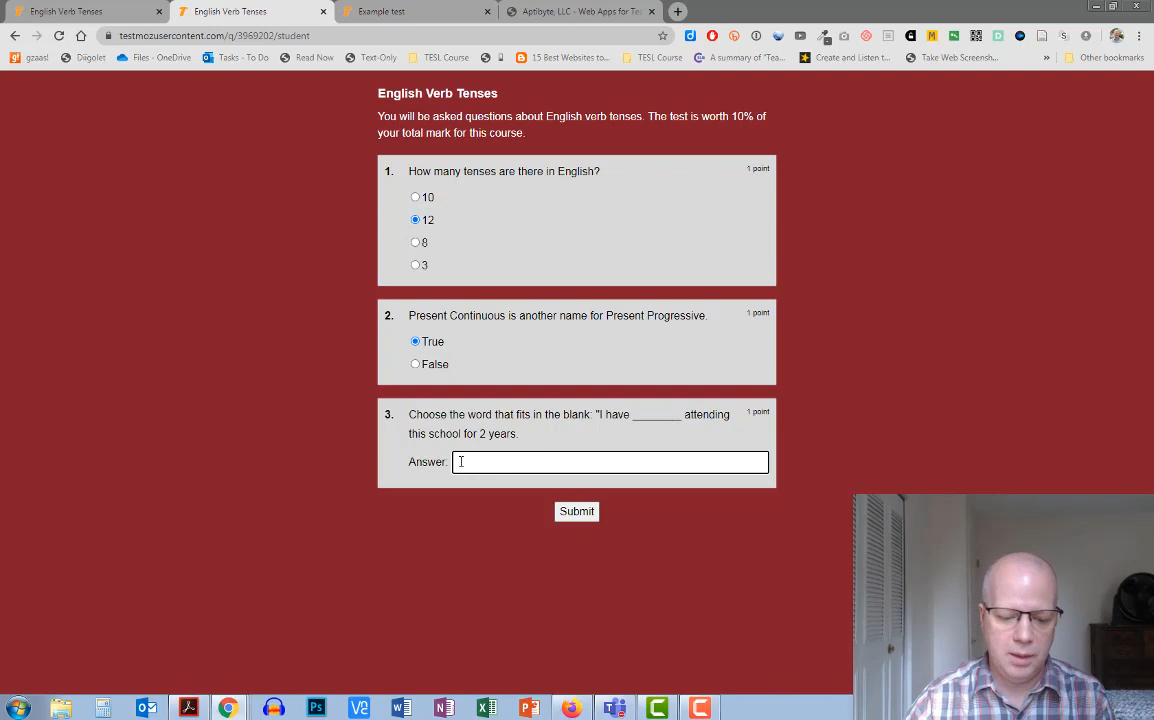 English Verb Tenses
English Verb Tenses
Example test
Aptibyte, LLC - Web Apps for Te
testmozusercontent.com/q/3969202/student
gzaas!
Diigolet
Files - OneDrive
Tasks - To Do
Read Now
Text-Only
TESL Course
15 Best Websites to...
TESL Course
A summary of "Tea...
Create and Listen t...
Take Web Screensh...
Other bookmarks
English Verb Tenses
You will be asked questions about English verb tenses. The test is worth 10% of
your total mark for this course.
1. How many tenses are there in English? 1 point
10
12
8
3
2. Present Continuous is another name for Present Progressive. 1 point
True
False
3. Choose the word that fits in the blank: "I have ________ attending 1 point
this school for 2 years.
Answer:
Submit